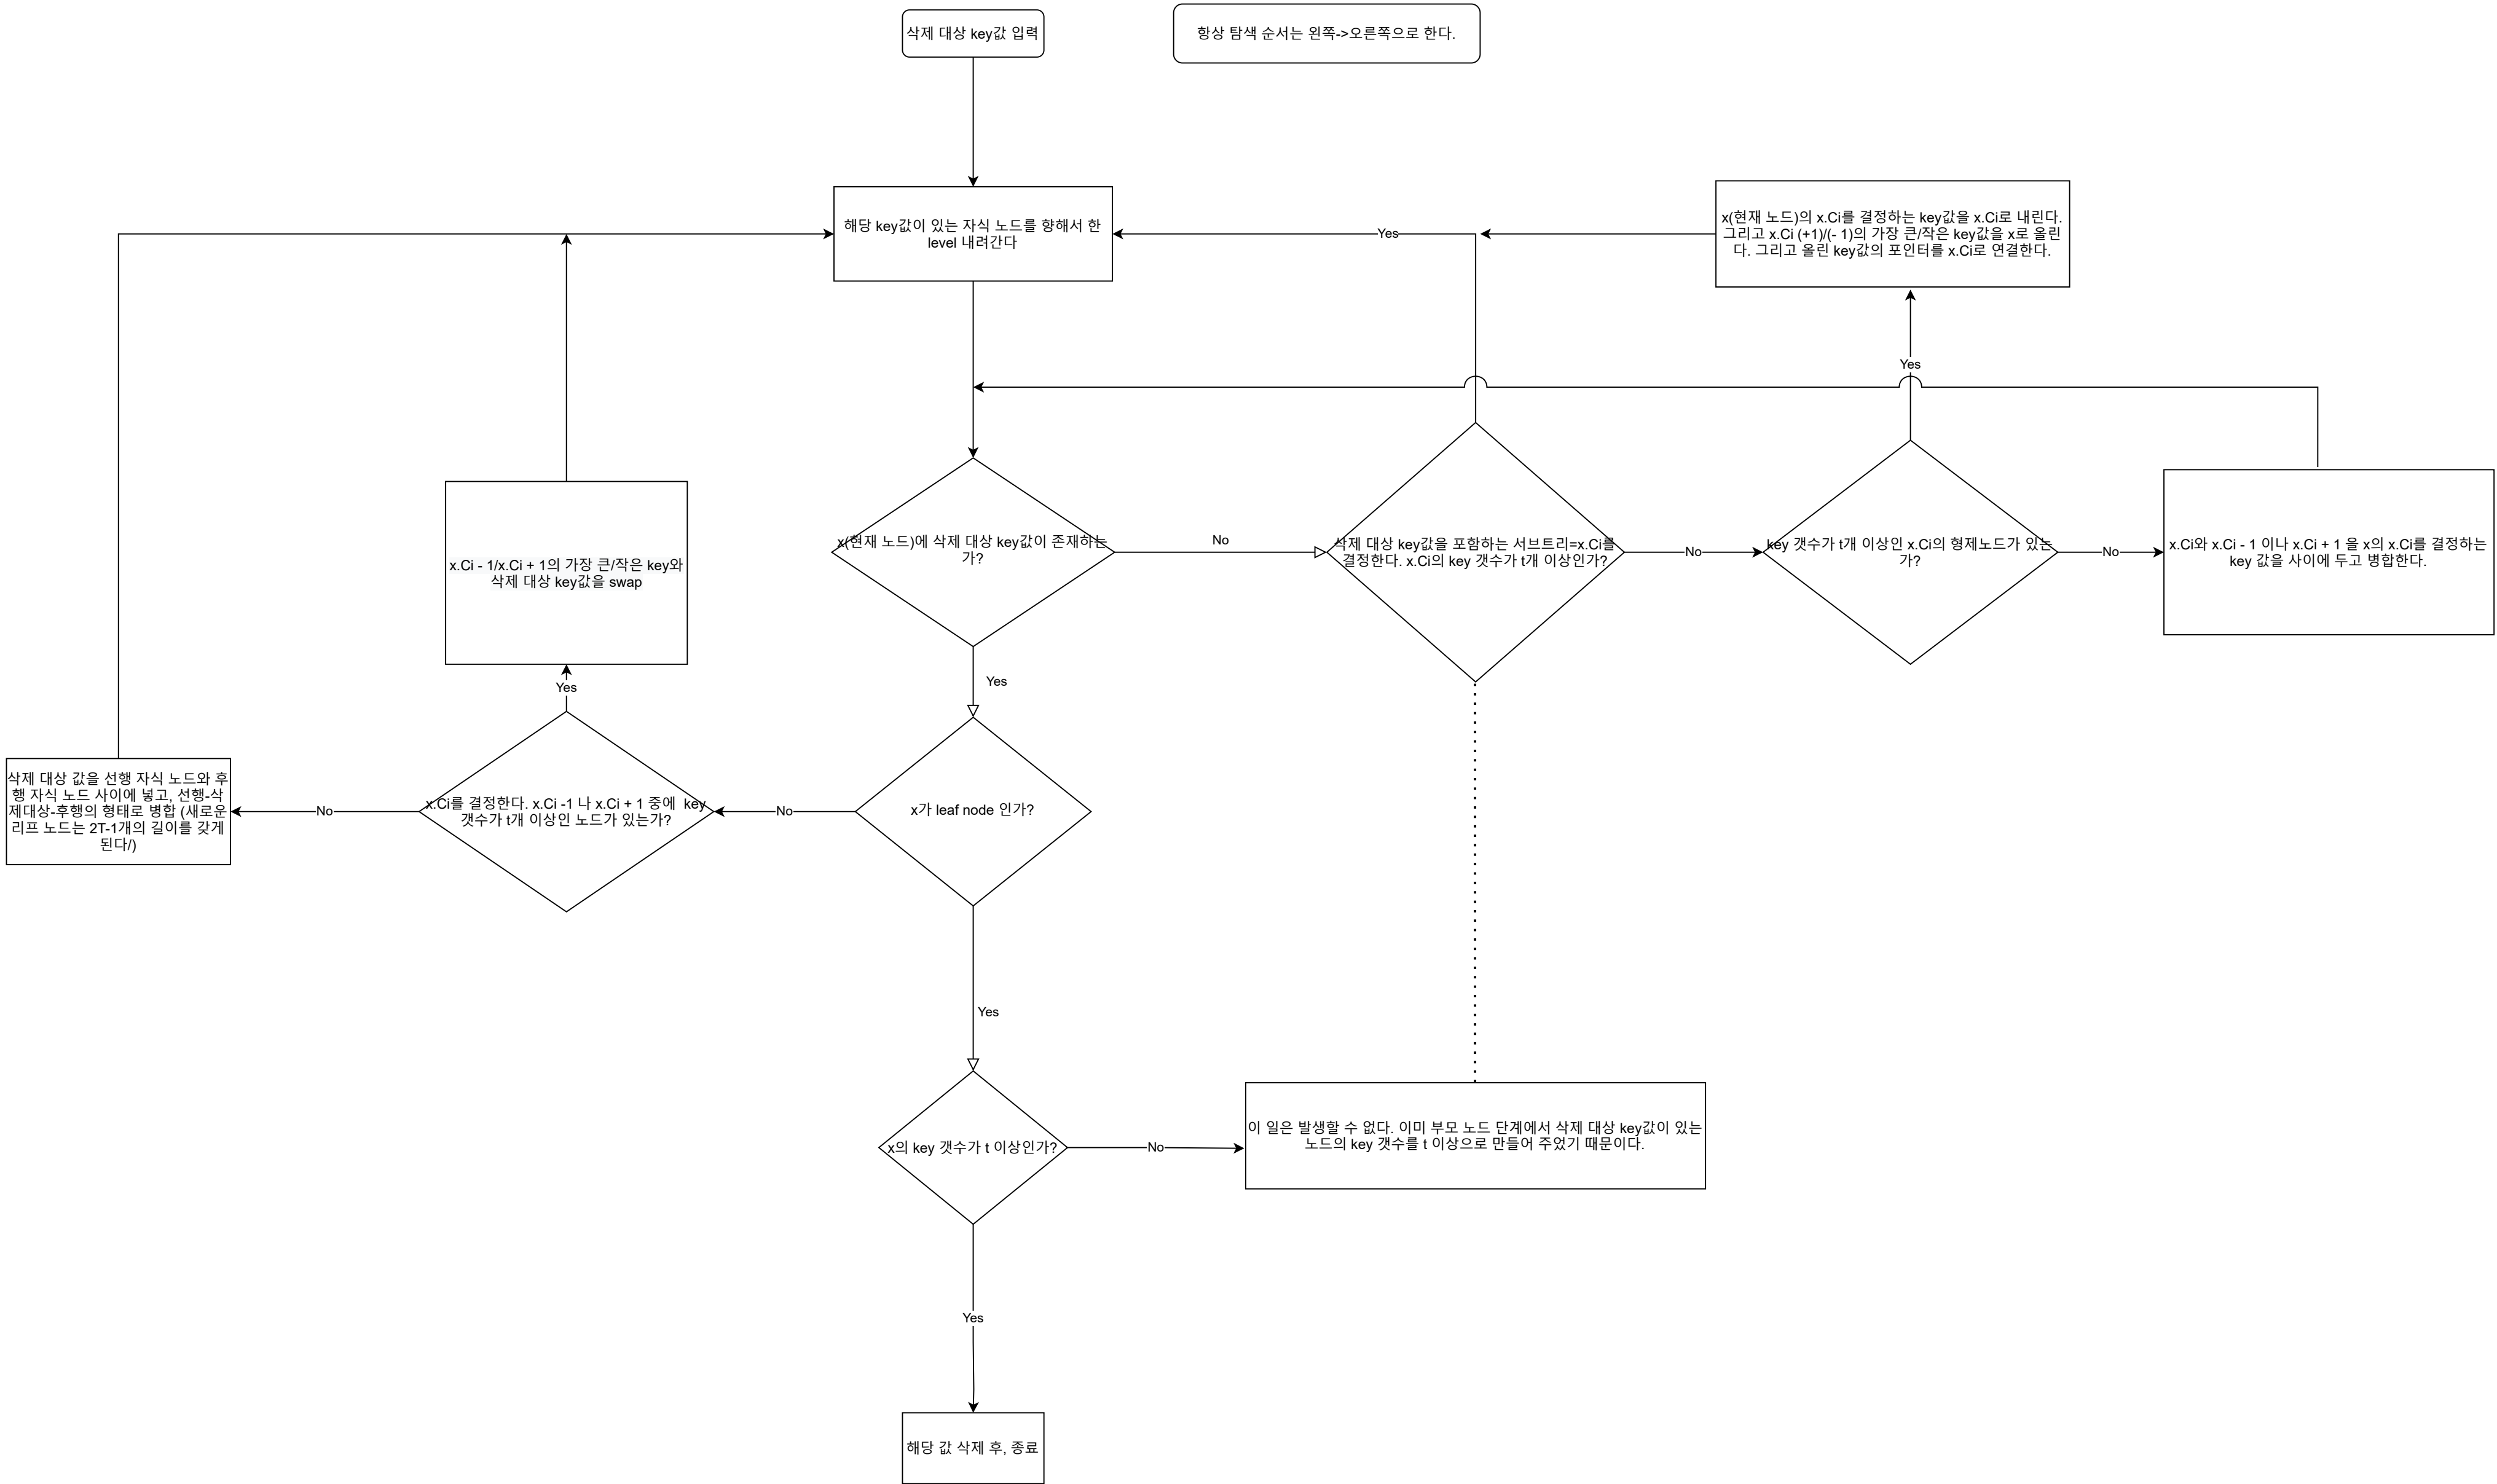 삭제 대상 key값 입력
항상 탐색 순서는 왼쪽->오른쪽으로 한다.
해당 key값이 있는 자식 노드를 향해서 한
level 내려간다
Yes
x(현재 노드)의 x.Ci를 결정하는 key값을 x.Ci로 내린다.
그리고 x.Ci (+1)/(- 1)의 가장 큰/작은 key값을 x로 올린
다. 그리고 올린 key값의 포인터를 x.Ci로 연결한다.
Yes
x.Ci - 1/x.Ci + 1의 가장 큰/작은 key와
삭제 대상 key값을 swap
x(현재 노드)에 삭제 대상 key값이 존재하는
가?
No
삭제 대상 key값을 포함하는 서브트리=x.Ci를
결정한다. x.Ci의 key 갯수가 t개 이상인가?
No
key 갯수가 t개 이상인 x.Ci의 형제노드가 있는
가?
No
x.Ci와 x.Ci - 1 이나 x.Ci + 1 을 x의 x.Ci를 결정하는
key 값을 사이에 두고 병합한다.
Yes
Yes
삭제 대상 값을 선행 자식 노드와 후
행 자식 노드 사이에 넣고, 선행-삭
제대상-후행의 형태로 병합 (새로운
리프 노드는 2T-1개의 길이를 갖게
된다/)
No
x.Ci를 결정한다. x.Ci -1 나 x.Ci + 1 중에  key
갯수가 t개 이상인 노드가 있는가?
No
x가 leaf node 인가?
Yes
x의 key 갯수가 t 이상인가?
No
이 일은 발생할 수 없다. 이미 부모 노드 단계에서 삭제 대상 key값이 있는
노드의 key 갯수를 t 이상으로 만들어 주었기 때문이다.
Yes
해당 값 삭제 후, 종료